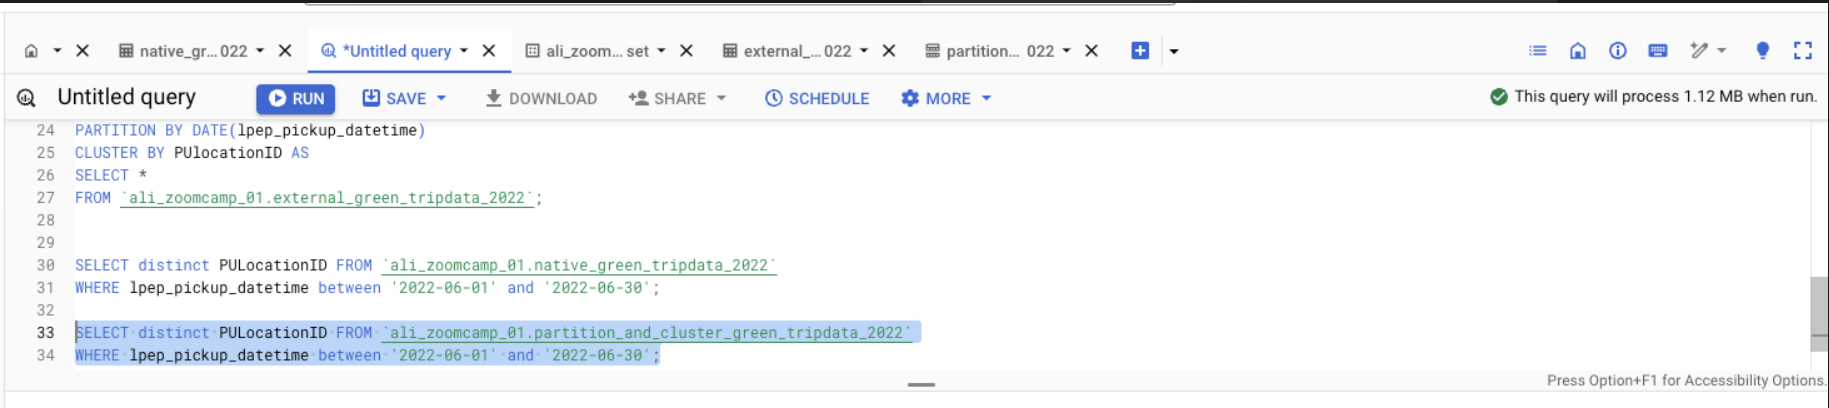 native_gr... 022
*Untitled query
ali_zoom... set
external_... 022
partition... 022
Untitled query
RUN
SAVE
DOWNLOAD
SHARE
SCHEDULE
MORE
This query will process 1.12 MB when run.
24 PARTITION BY DATE(lpep_pickup_datetime)
25 CLUSTER BY PUlocationID AS
26 SELECT *
27 FROM `ali_zoomcamp_01.external_green_tripdata_2022`;
28
29
30 SELECT distinct PULocationID FROM `ali_zoomcamp_01.native_green_tripdata_2022`
31 WHERE lpep_pickup_datetime between '2022-06-01' and '2022-06-30';
32
33 SELECT distinct PULocationID FROM `ali_zoomcamp_01.partition_and_cluster_green_tripdata_2022`
34 WHERE lpep_pickup_datetime between '2022-06-01' and '2022-06-30';
Press Option+F1 for Accessibility Options.